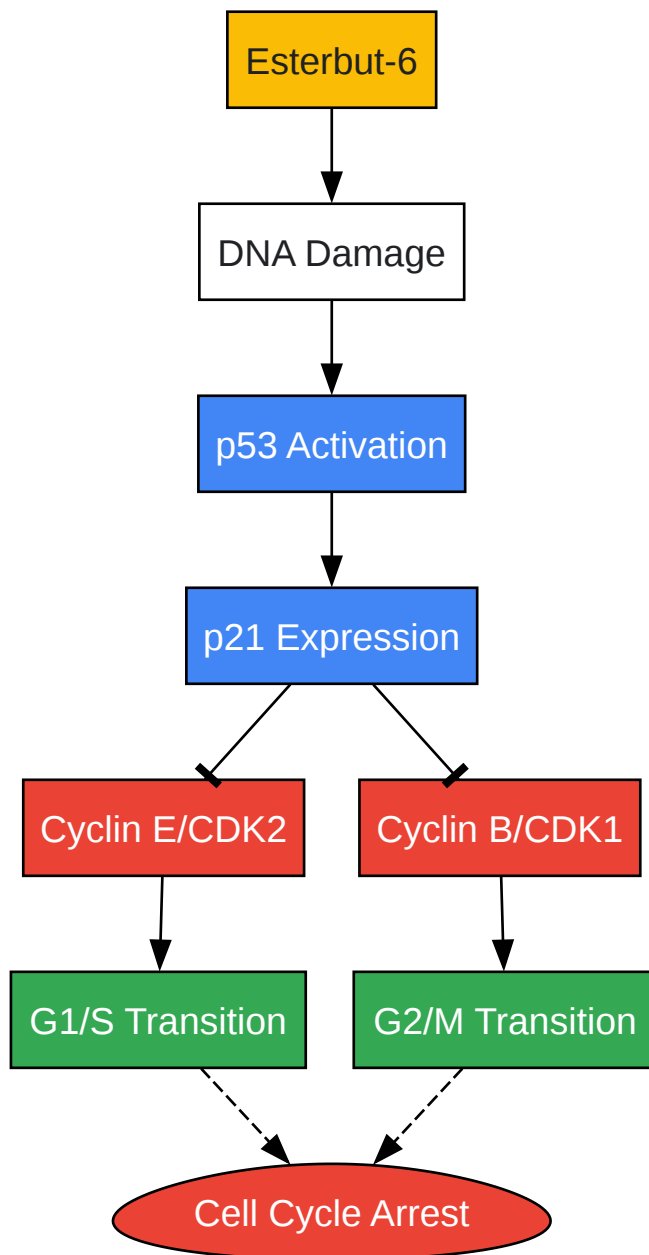 Esterbut-6
DNA Damage
p53 Activation
p21 Expression
Cyclin E/CDK2
Cyclin B/CDK1
G1/S Transition
G2/M Transition
Cell Cycle Arrest